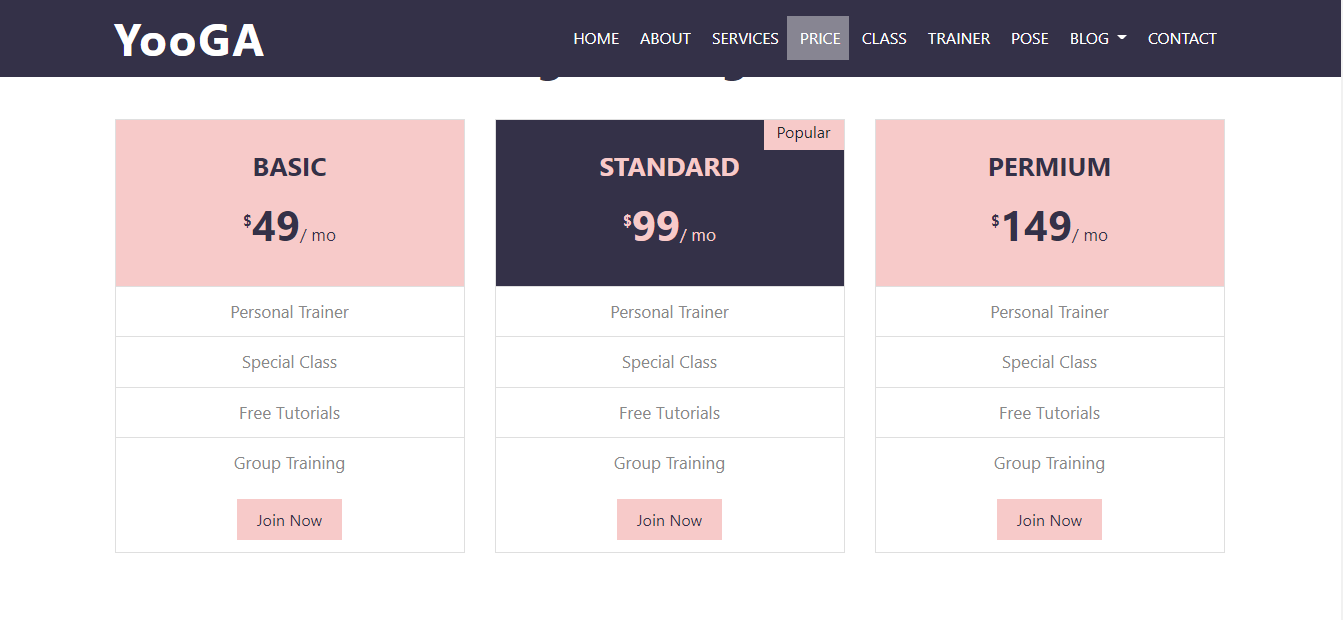 YooGA
HOME ABOUT SERVICES PRICE CLASS TRAINER POSE BLOG CONTACT
BASIC
$49/ mo
Personal Trainer
Special Class
Free Tutorials
Group Training
Join Now
Popular
STANDARD
$99/ mo
Personal Trainer
Special Class
Free Tutorials
Group Training
Join Now
PERMIUM
$149/ mo
Personal Trainer
Special Class
Free Tutorials
Group Training
Join Now